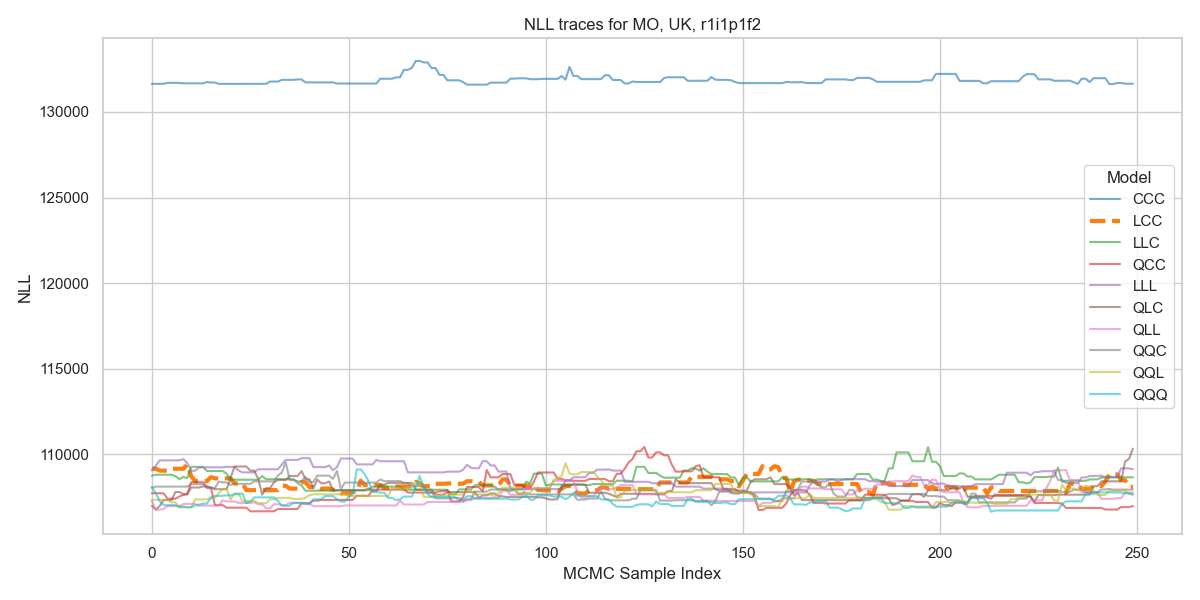 NLL traces for MO, UK, r1i1p1f2
NLL
130000
125000
120000
115000
110000
0
50
100
150
200
250
MCMC Sample Index
Model
CCC
LCC
LLC
QCC
LLL
QLC
QLL
QQC
QQL
QQQ